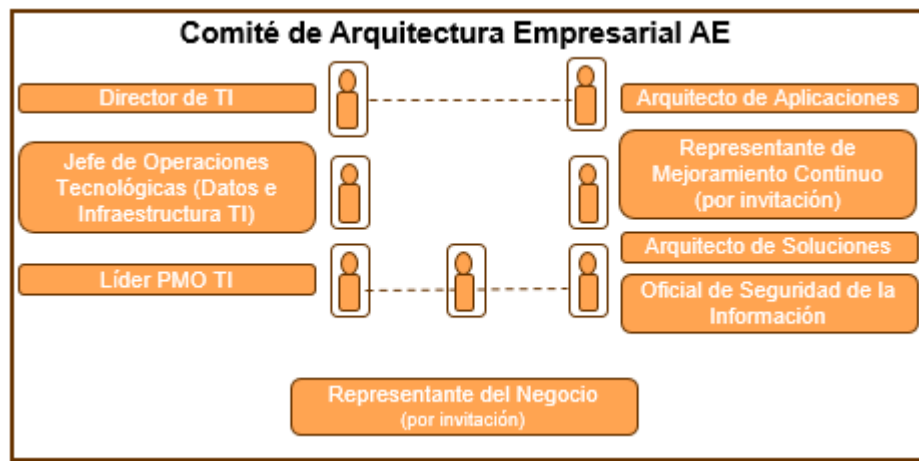 Comité de Arquitectura Empresarial AE
Director de TI
Arquitecto de Aplicaciones
Jefe de Operaciones
Tecnológicas (Datos e
Infraestructura TI)
Representante de
Mejoramiento Continuo
(por invitación)
Arquitecto de Soluciones
Líder PMO TI
Oficial de Seguridad de la
Información
Representante del Negocio
(por invitación)